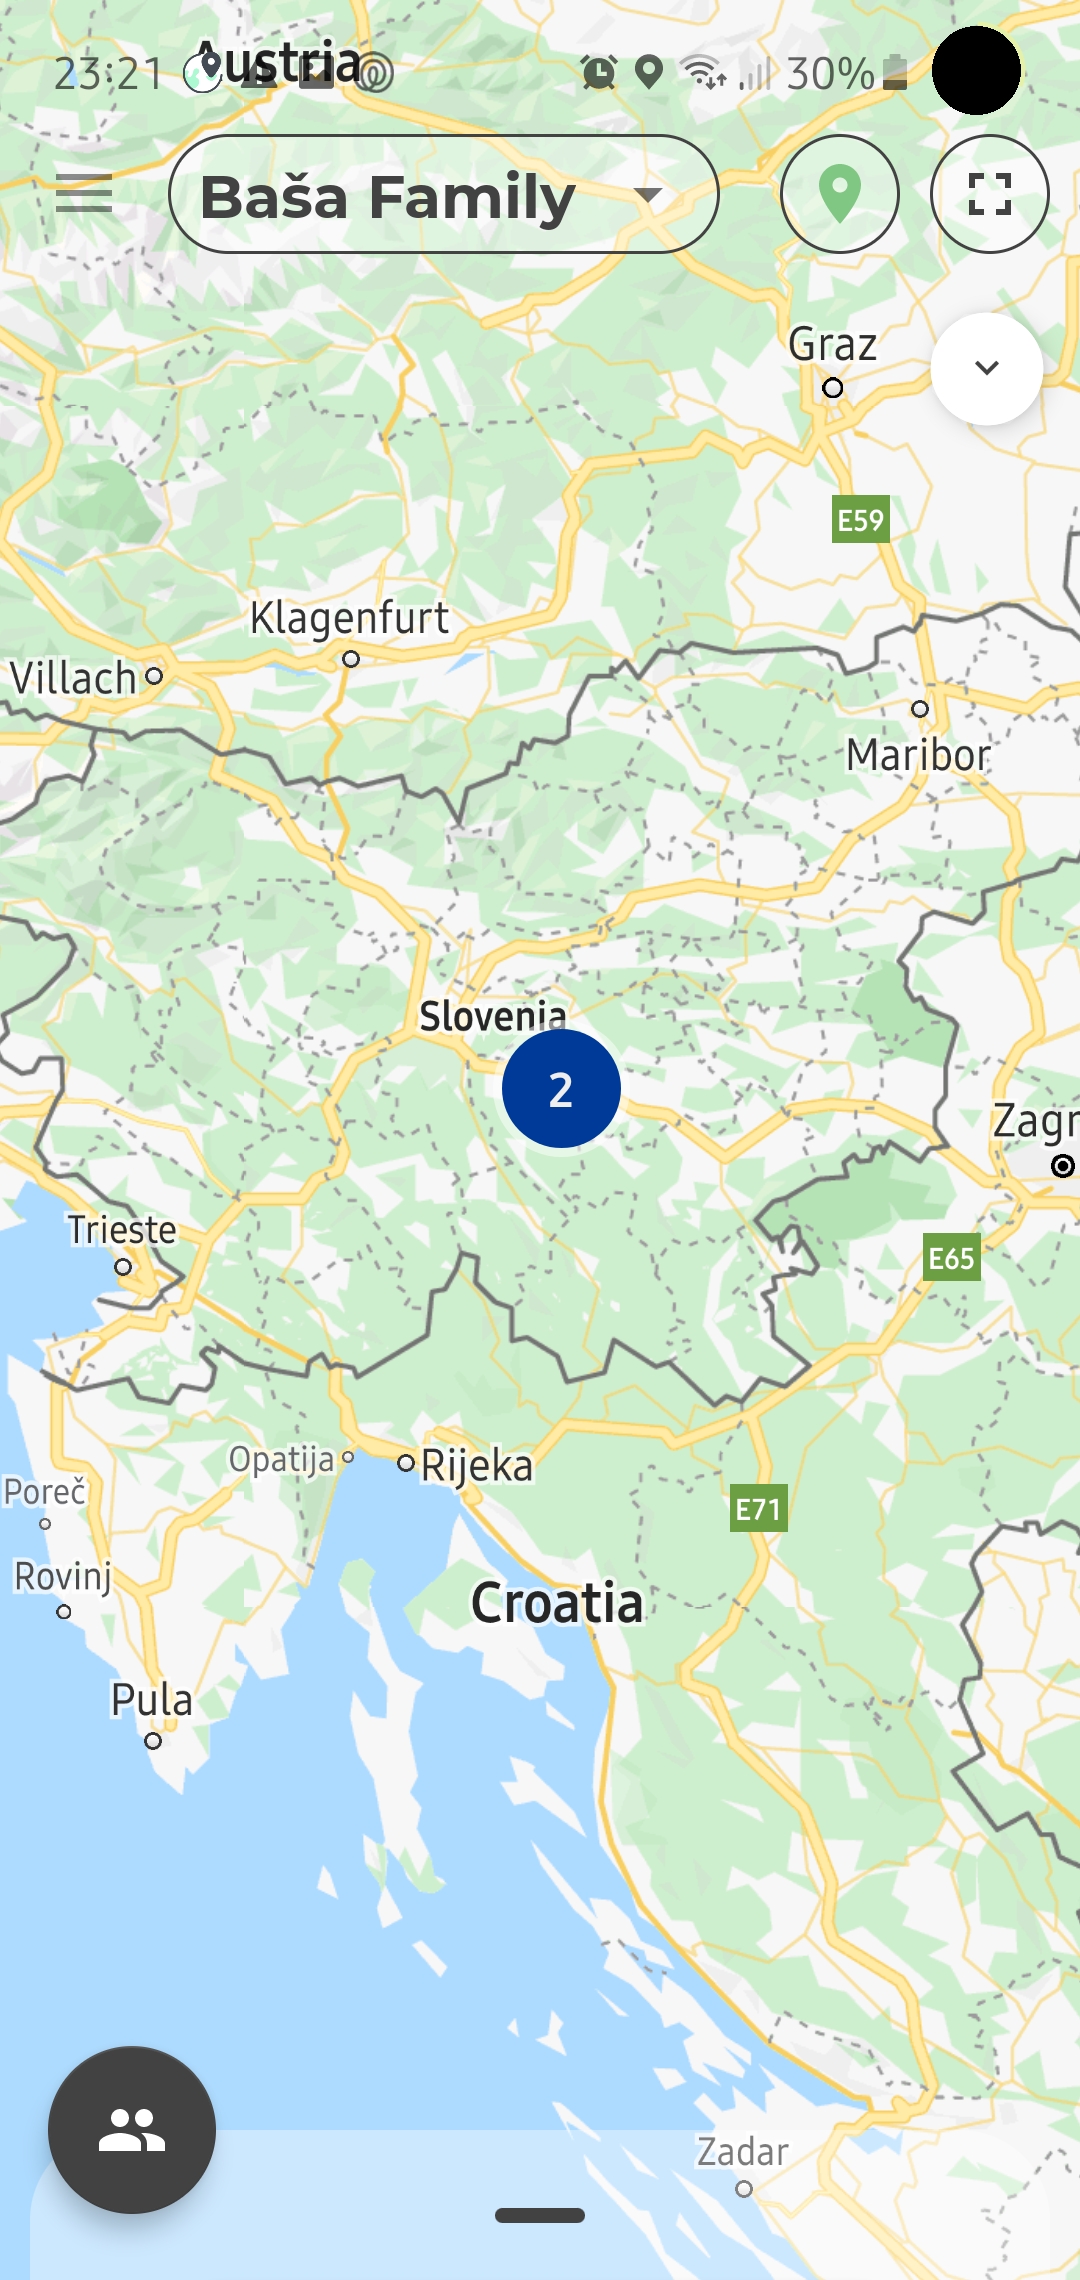 23:21
Austria
30%
Baša Family
Graz
E59
Klagenfurt
Villach
Maribor
Slovenia
2
Zagr
Trieste
E65
Opatija
Rijeka
Poreč
E71
Rovinj
Croatia
Pula
Zadar